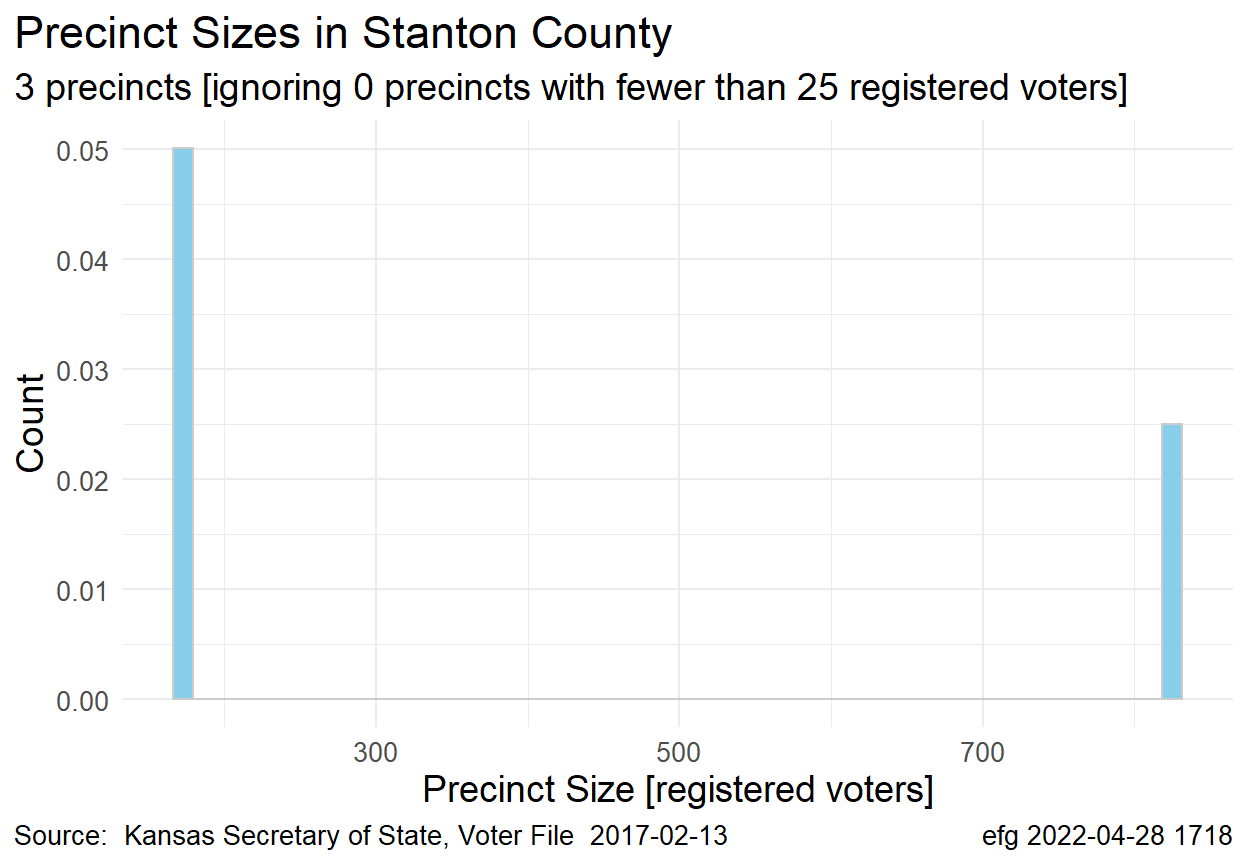 Precinct Sizes in Stanton County
3 precincts [ignoring 0 precincts with fewer than 25 registered voters]
0.05
0.04
0.03
0.02
0.01
0.00
Count
300 500 700
Precinct Size [registered voters]
Source: Kansas Secretary of State, Voter File 2017-02-13 efg 2022-04-28 1718